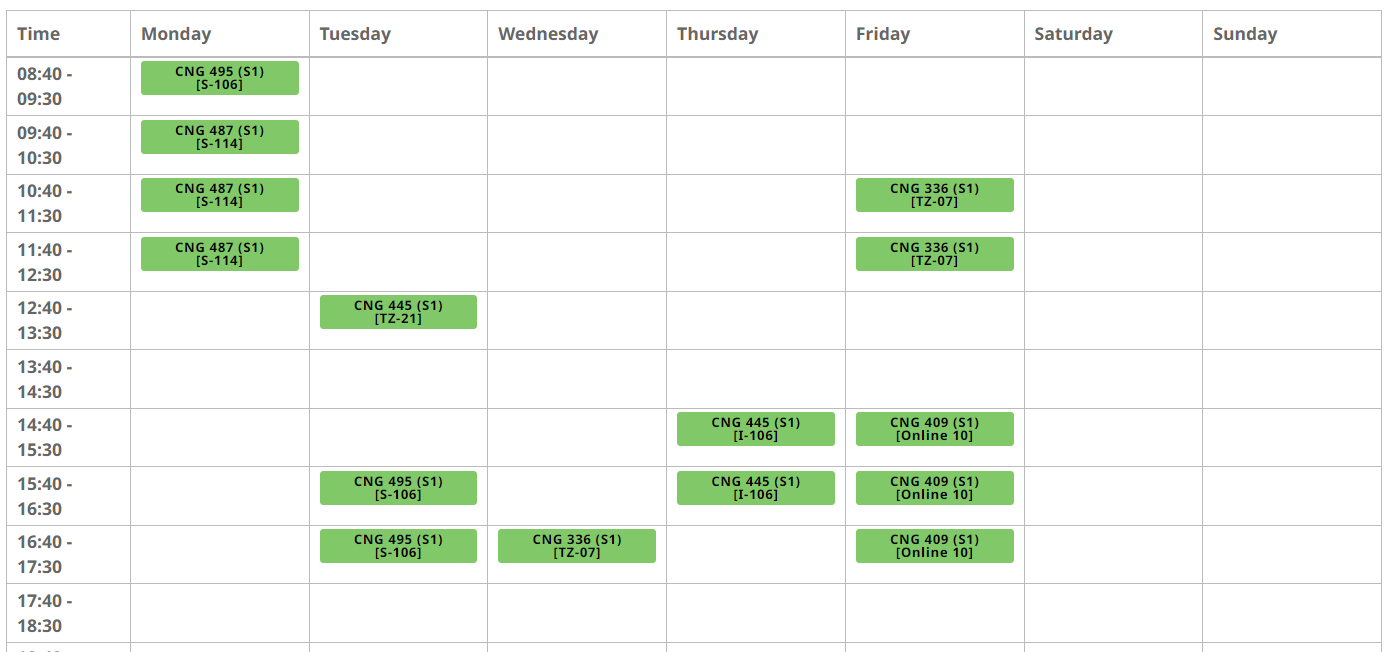 Time Monday Tuesday Wednesday Thursday Friday Saturday Sunday
08:40 -
09:30
CNG 495 (S1)
[S-106]
09:40 -
10:30
CNG 487 (S1)
[S-114]
10:40 -
11:30
CNG 487 (S1)
[S-114]
CNG 336 (S1)
[TZ-07]
11:40 -
12:30
CNG 487 (S1)
[S-114]
CNG 336 (S1)
[TZ-07]
12:40 -
13:30
CNG 445 (S1)
[TZ-21]
13:40 -
14:30
14:40 -
15:30
CNG 445 (S1)
[I-106]
CNG 409 (S1)
[Online 10]
15:40 -
16:30
CNG 495 (S1)
[S-106]
CNG 445 (S1)
[I-106]
CNG 409 (S1)
[Online 10]
16:40 -
17:30
CNG 495 (S1)
[S-106]
CNG 336 (S1)
[TZ-07]
CNG 409 (S1)
[Online 10]
17:40 -
18:30